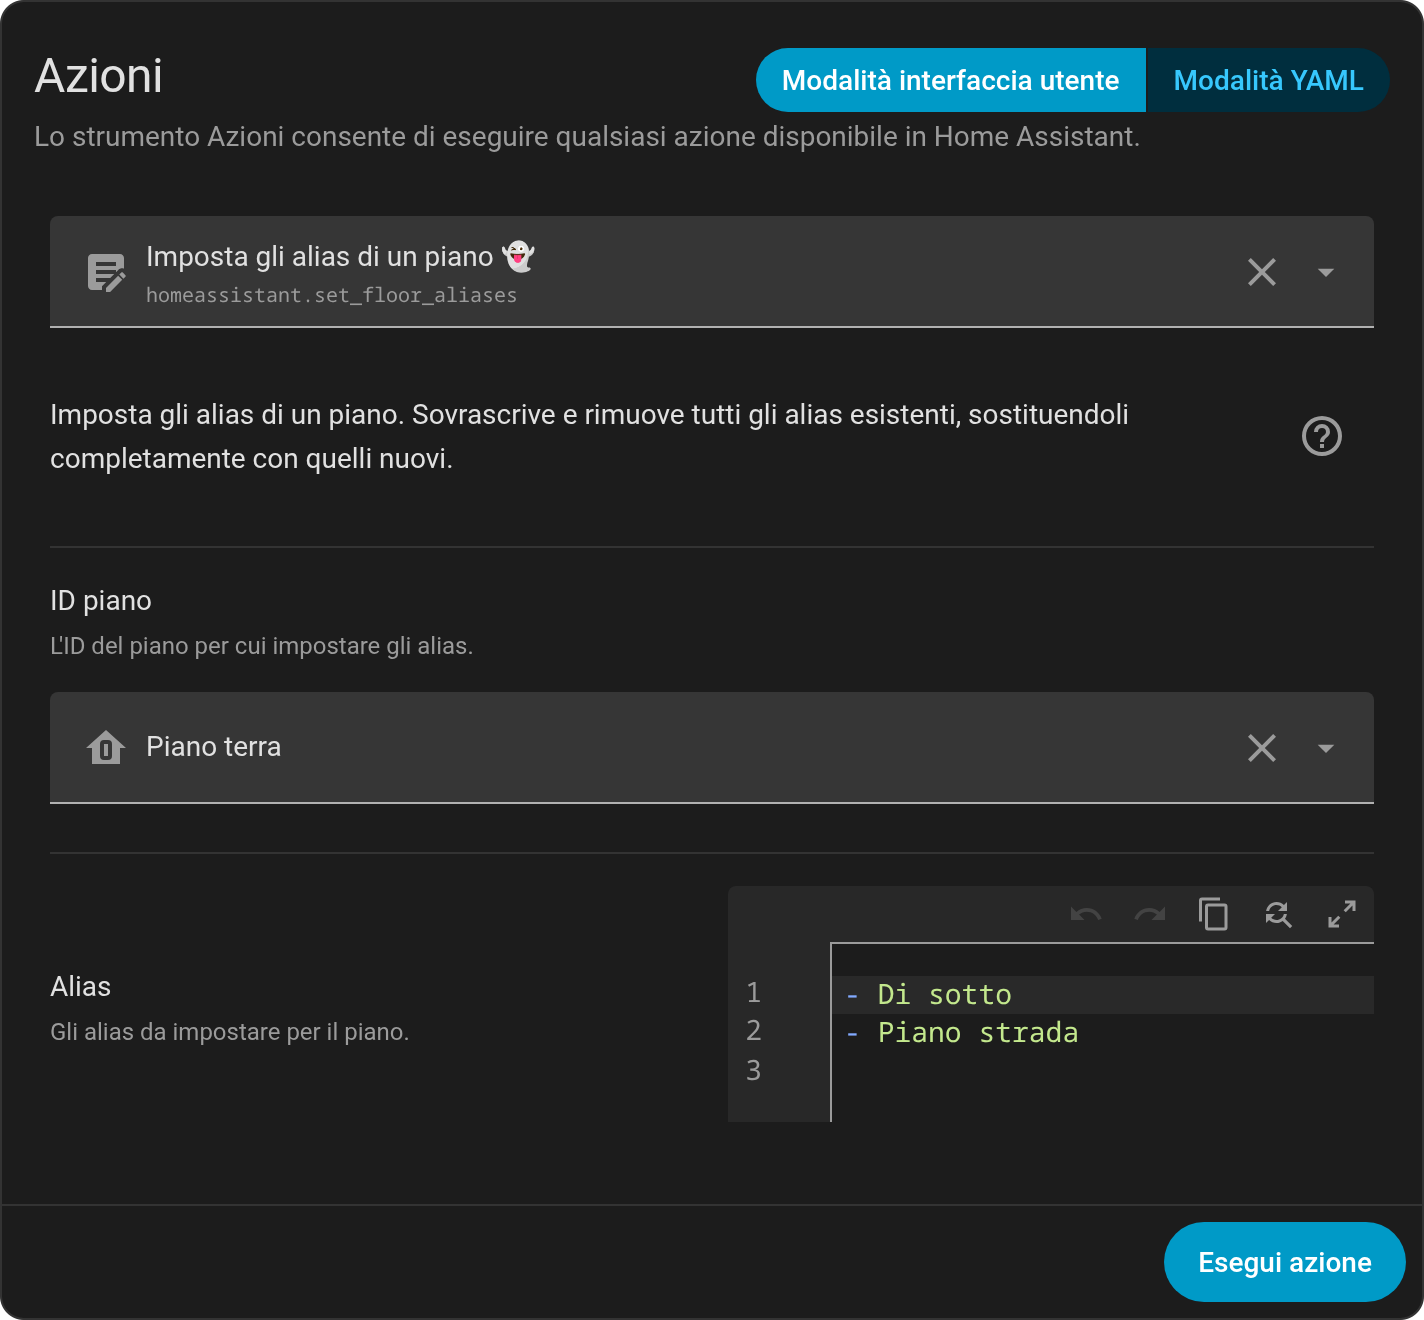 Azioni
Modalità interfaccia utente
Modalità YAML
Lo strumento Azioni consente di eseguire qualsiasi azione disponibile in Home Assistant.
Imposta gli alias di un piano 👻
homeassistant.set_floor_aliases
Imposta gli alias di un piano. Sovrascrive e rimuove tutti gli alias esistenti, sostituendoli
completamente con quelli nuovi.
ID piano
L'ID del piano per cui impostare gli alias.
Piano terra
Alias
Gli alias da impostare per il piano.
1 - Di sotto
2 - Piano strada
3
Esegui azione